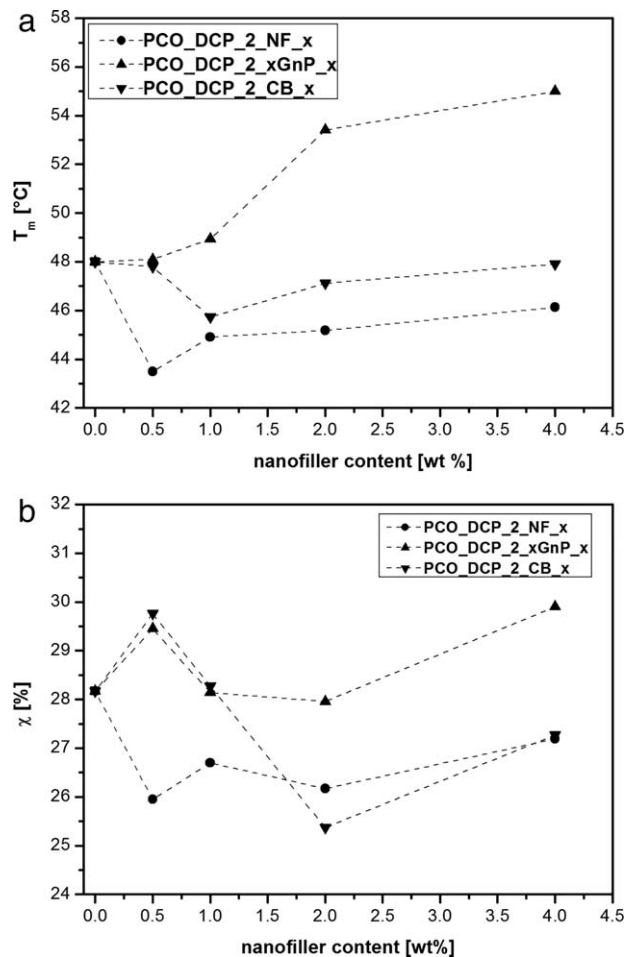 a
58
56
54
52
50
48
46
44
42
T_m [°C]
PCO_DCP_2_NF_x
PCO_DCP_2_xGnP_x
PCO_DCP_2_CB_x
0.0 0.5 1.0 1.5 2.0 2.5 3.0 3.5 4.0 4.5
nanofiller content [wt %]
b
32
31
30
29
28
27
26
25
24
χ [%]
PCO_DCP_2_NF_x
PCO_DCP_2_xGnP_x
PCO_DCP_2_CB_x
0.0 0.5 1.0 1.5 2.0 2.5 3.0 3.5 4.0 4.5
nanofiller content [wt%]